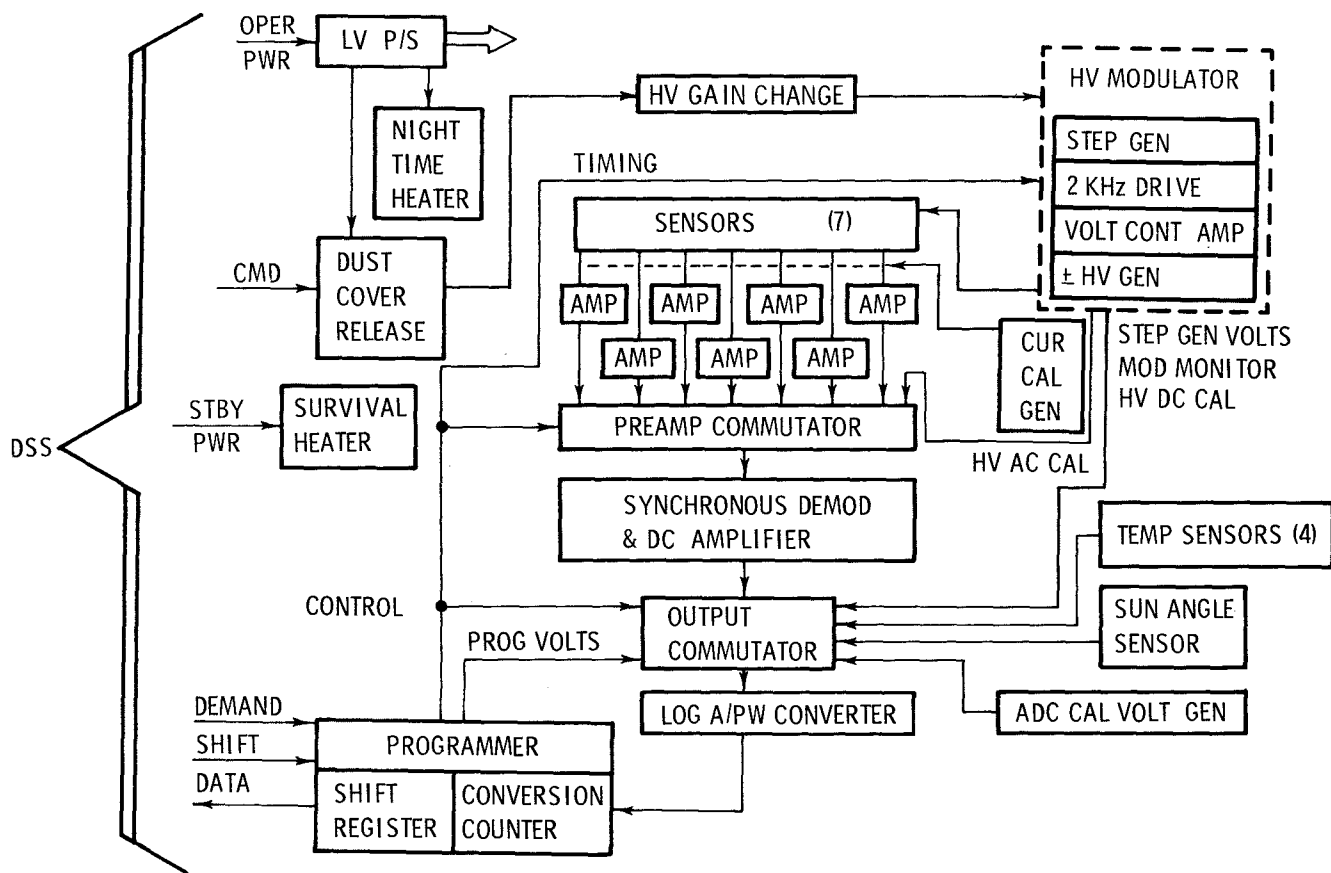 OPER
PWR
LV P/S
NIGHT
TIME
HEATER
HV GAIN CHANGE
HV MODULATOR
STEP GEN
2 KHz DRIVE
VOLT CONT AMP
± HV GEN
TIMING
SENSORS (7)
CMD
DUST
COVER
RELEASE
AMP
AMP
AMP
AMP
AMP
AMP
AMP
CUR
CAL
GEN
STEP GEN VOLTS
MOD MONITOR
HV DC CAL
STBY
PWR
SURVIVAL
HEATER
DSS
PREAMP COMMUTATOR
HV AC CAL
SYNCHRONOUS DEMOD
& DC AMPLIFIER
TEMP SENSORS (4)
CONTROL
OUTPUT
COMMUTATOR
SUN ANGLE
SENSOR
PROG VOLTS
LOG A/PW CONVERTER
ADC CAL VOLT GEN
DEMAND
SHIFT
DATA
PROGRAMMER
SHIFT
REGISTER
CONVERSION
COUNTER